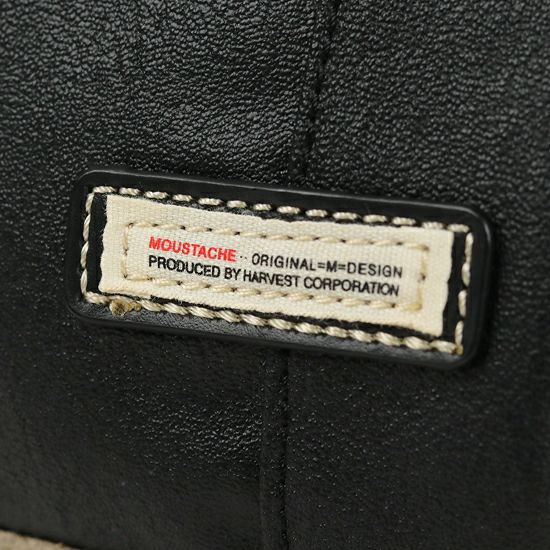 MOUSTACHE·· ORIGINAL=M=DESIGN
PRODUCED BY HARVEST CORPORATION